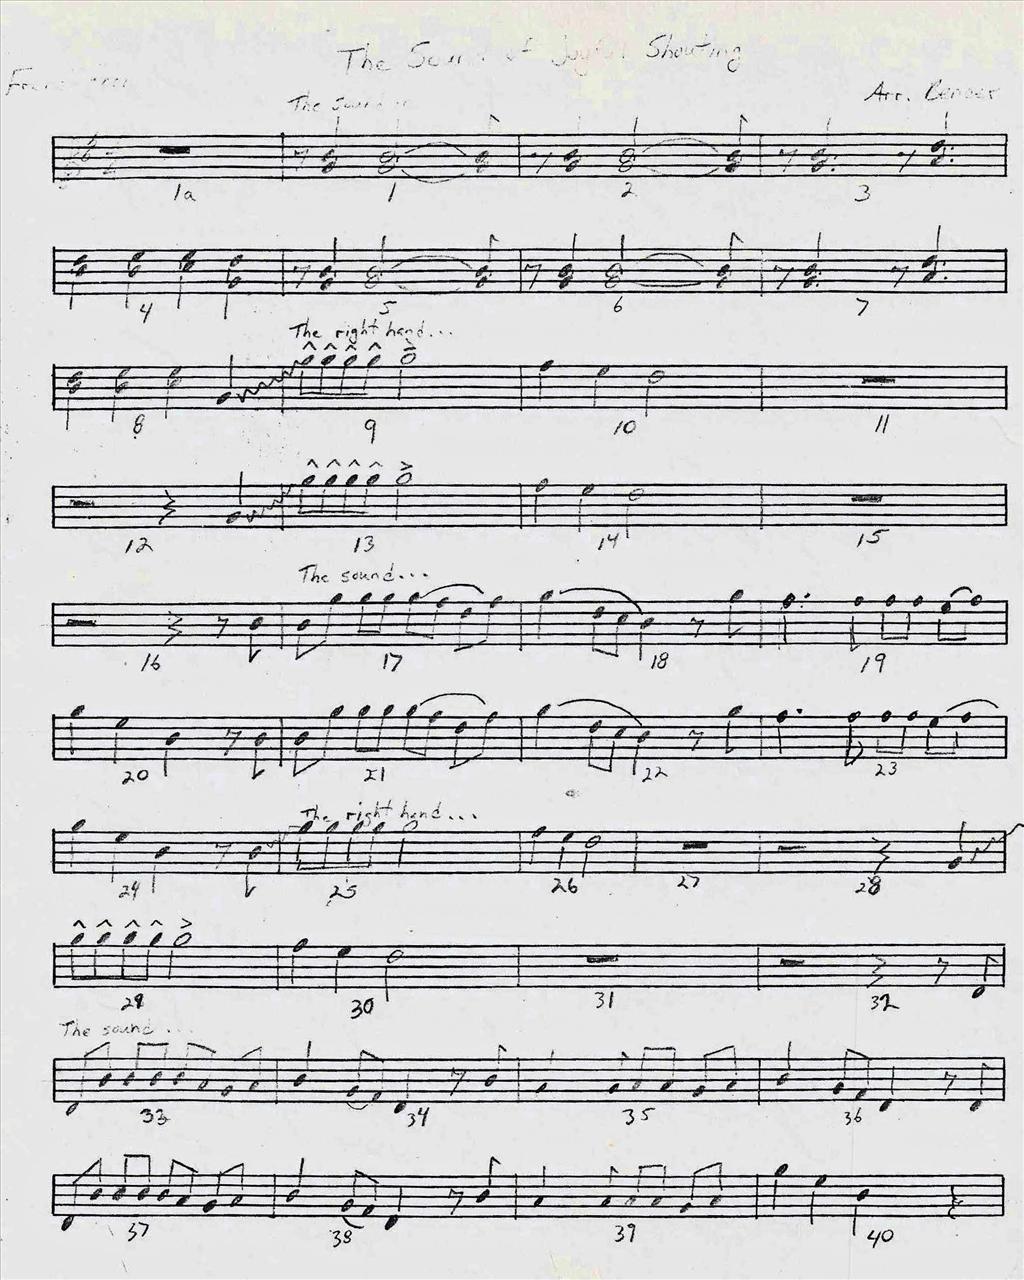 The Sound of Joyful Shouting
Arr. Bender
The sound
1a 1 2 3
4 5 6 7
The right hand...
8 9 10 11
12 13 14 15
The sound...
16 17 18 19
20 21 22 23
The right hand...
24 25 26 27 28
29 30 31 32
The sound...
33 34 35 36
37 38 39 40